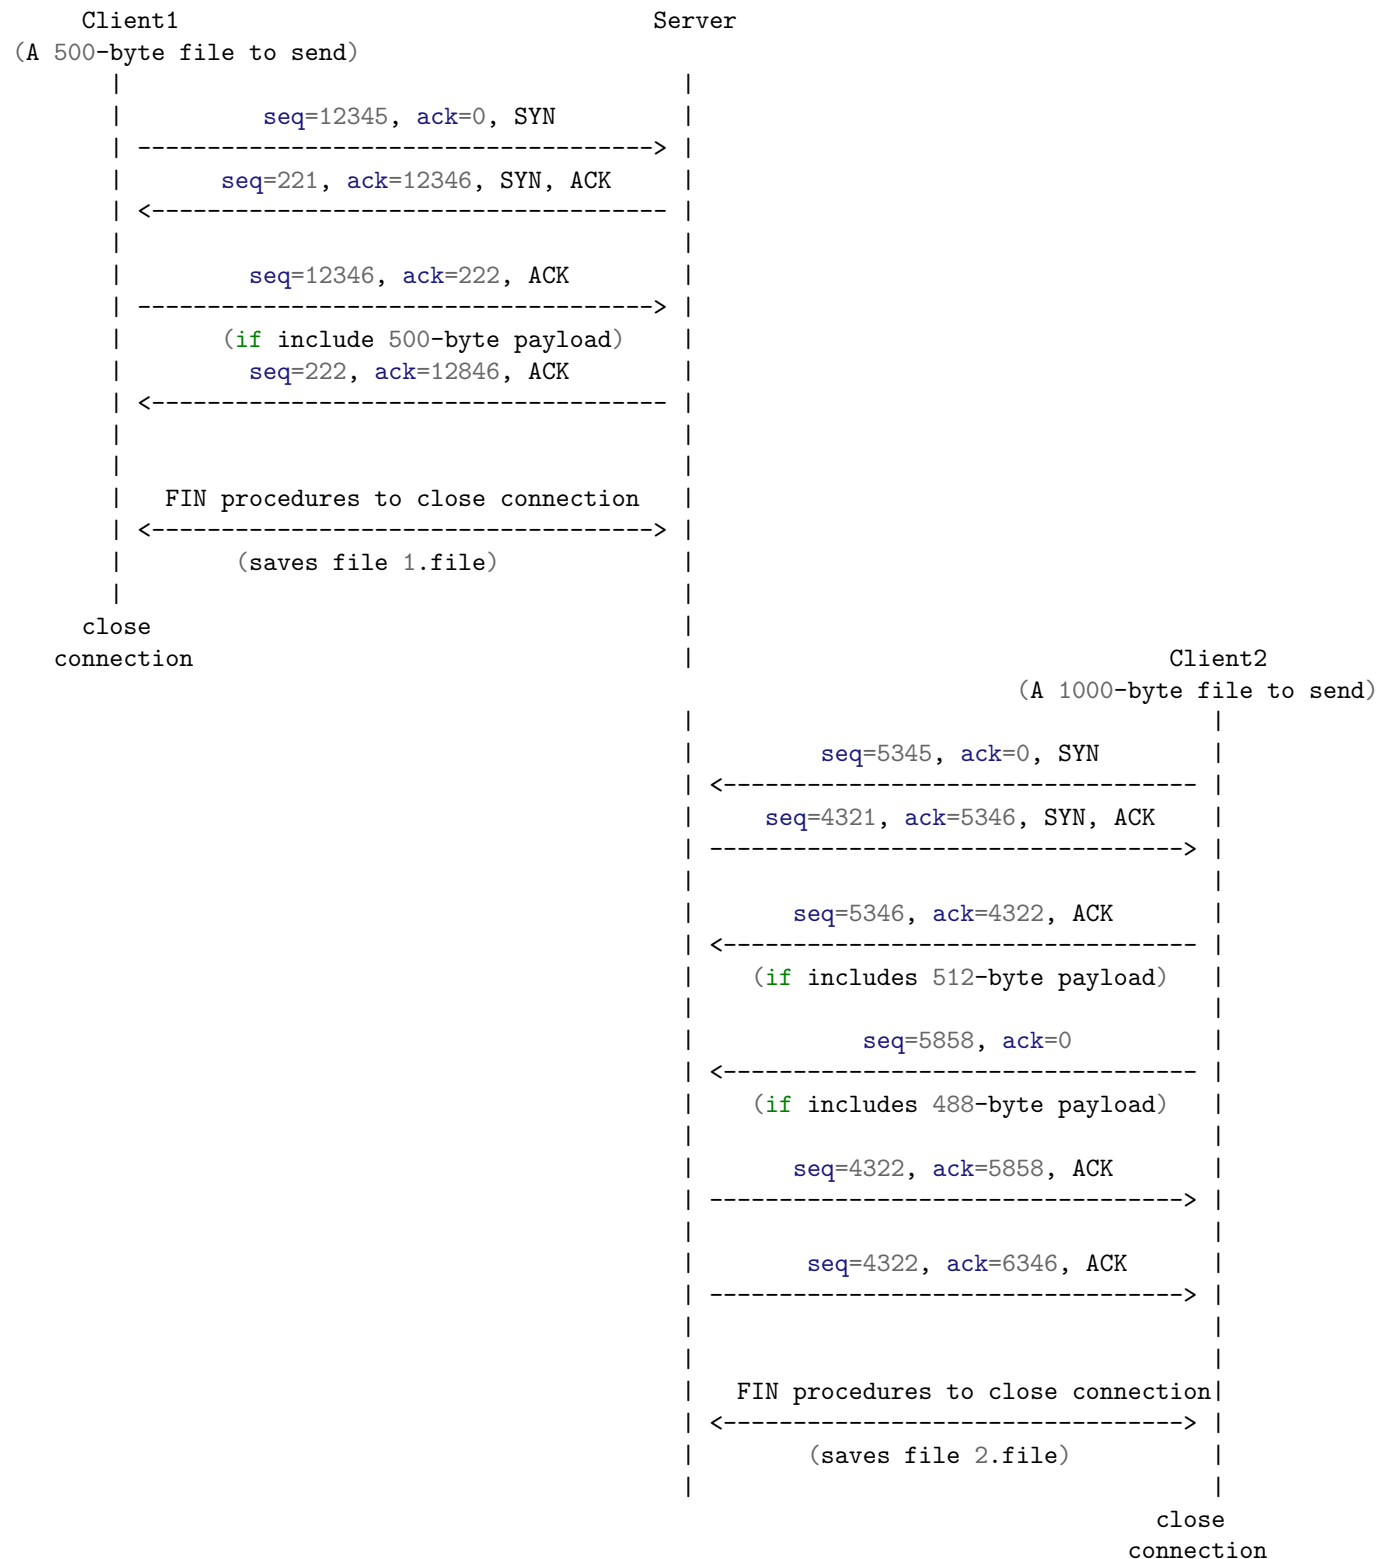 Client1 Server
(A 500-byte file to send)
| |
| seq=12345, ack=0, SYN |
| -------------------------------------> |
| seq=221, ack=12346, SYN, ACK |
| <------------------------------------- |
| |
| seq=12346, ack=222, ACK |
| -------------------------------------> |
| (if include 500-byte payload) |
| seq=222, ack=12846, ACK |
| <------------------------------------- |
| |
| |
| FIN procedures to close connection |
| <------------------------------------> |
| (saves file 1.file) |
| |
close |
connection | Client2
(A 1000-byte file to send)
| |
| seq=5345, ack=0, SYN |
| <---------------------------------- |
| seq=4321, ack=5346, SYN, ACK |
| ----------------------------------> |
| |
| seq=5346, ack=4322, ACK |
| <---------------------------------- |
| (if includes 512-byte payload) |
| |
| seq=5858, ack=0 |
| <---------------------------------- |
| (if includes 488-byte payload) |
| |
| seq=4322, ack=5858, ACK |
| ----------------------------------> |
| |
| seq=4322, ack=6346, ACK |
| ----------------------------------> |
| |
| |
| FIN procedures to close connection|
| <---------------------------------> |
| (saves file 2.file) |
| |
close
connection